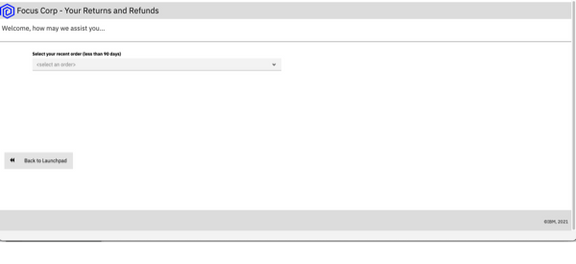 Focus Corp - Your Returns and Refunds
Welcome, how may we assist you...
Select your recent order (less than 90 days)
<select an order>
Back to Launchpad
©IBM, 2021